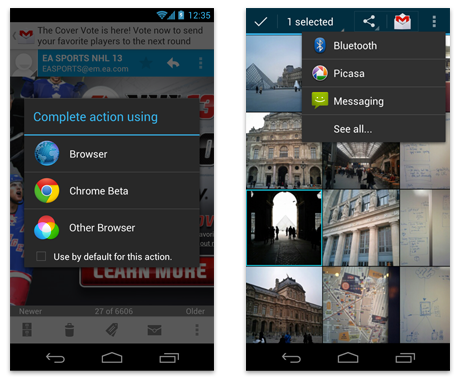 12:35
The Cover Vote is here! Vote now to
send your favorite players to the next round
EA SPORTS NHL 13
EASPORTS@em.ea.com
13
Complete action using
Browser
Chrome Beta
Other Browser
Use by default for this action.
LEARN MORE
Newer
27 of 6606
Older
1 selected
Bluetooth
Picasa
Messaging
See all...